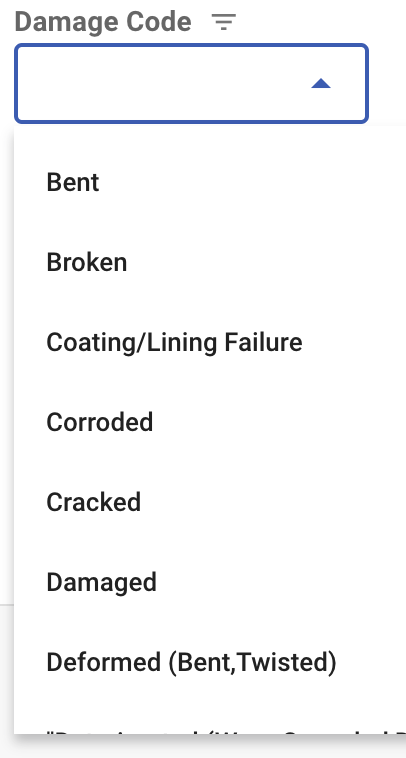 Damage Code
Bent
Broken
Coating/Lining Failure
Corroded
Cracked
Damaged
Deformed (Bent,Twisted)